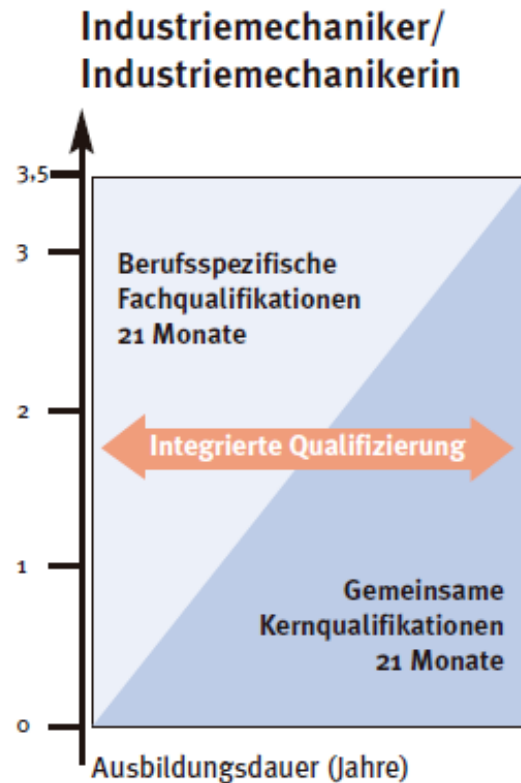 Industriemechaniker/
Industriemechanikerin
3,5
3
Berufsspezifische
Fachqualifikationen
21 Monate
2
Integrierte Qualifizierung
1
Gemeinsame
Kernqualifikationen
21 Monate
0
Ausbildungsdauer (Jahre)